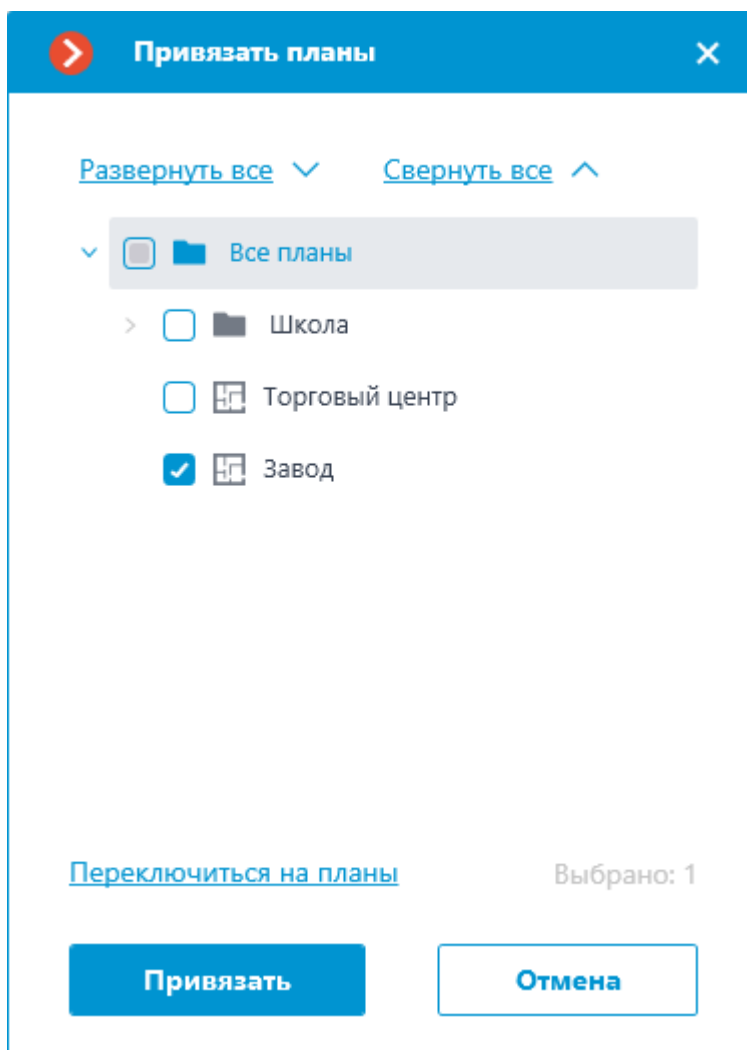 Привязать планы
Развернуть все Свернуть все
Все планы
Школа
Торговый центр
Завод
Переключиться на планы Выбрано: 1
Привязать Отмена